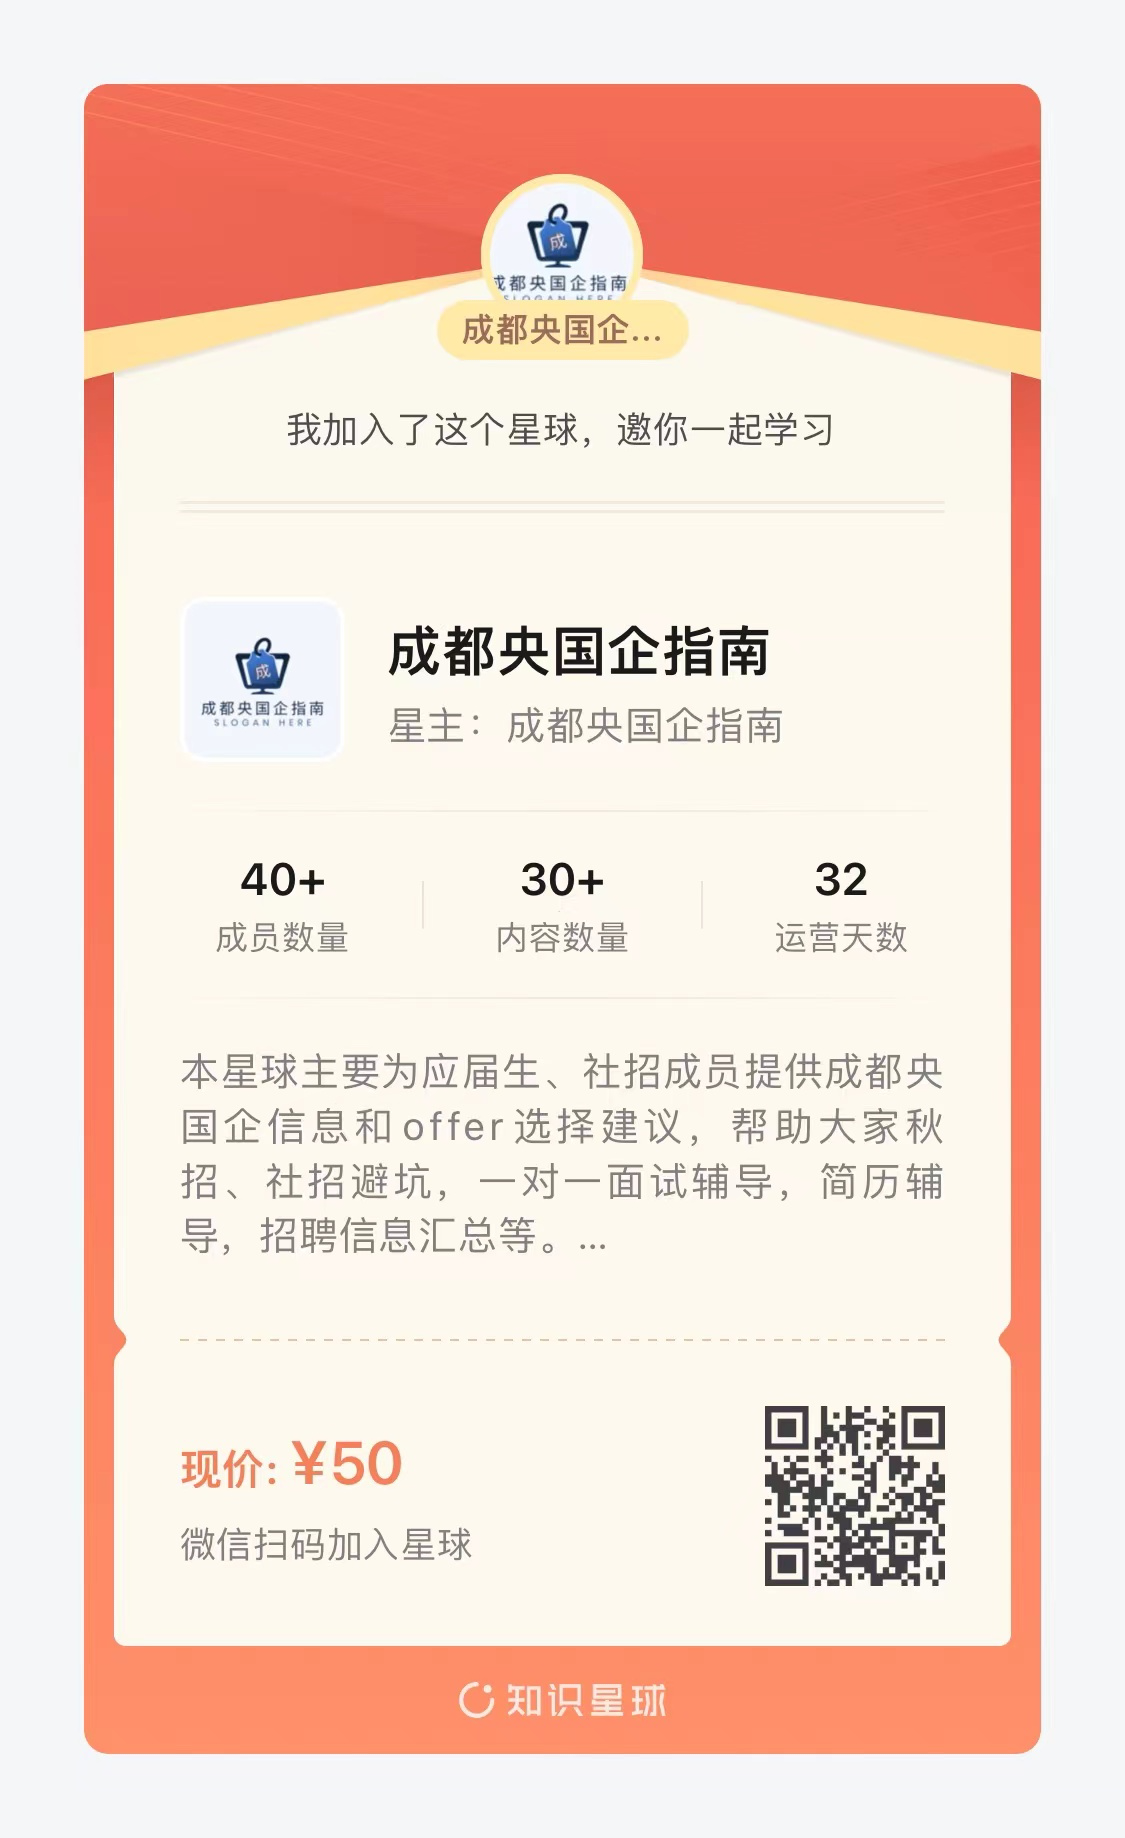 成
成都央国企指南
SLOGAN HERE
成都央国企...
我加入了这个星球，邀你一起学习
成
成都央国企指南
SLOGAN HERE
成都央国企指南
星主：成都央国企指南
40+
成员数量
30+
内容数量
32
运营天数
本星球主要为应届生、社招成员提供成都央
国企信息和offer选择建议，帮助大家秋
招、社招避坑，一对一面试辅导，简历辅
导，招聘信息汇总等。...
现价: ¥50
微信扫码加入星球
知识星球